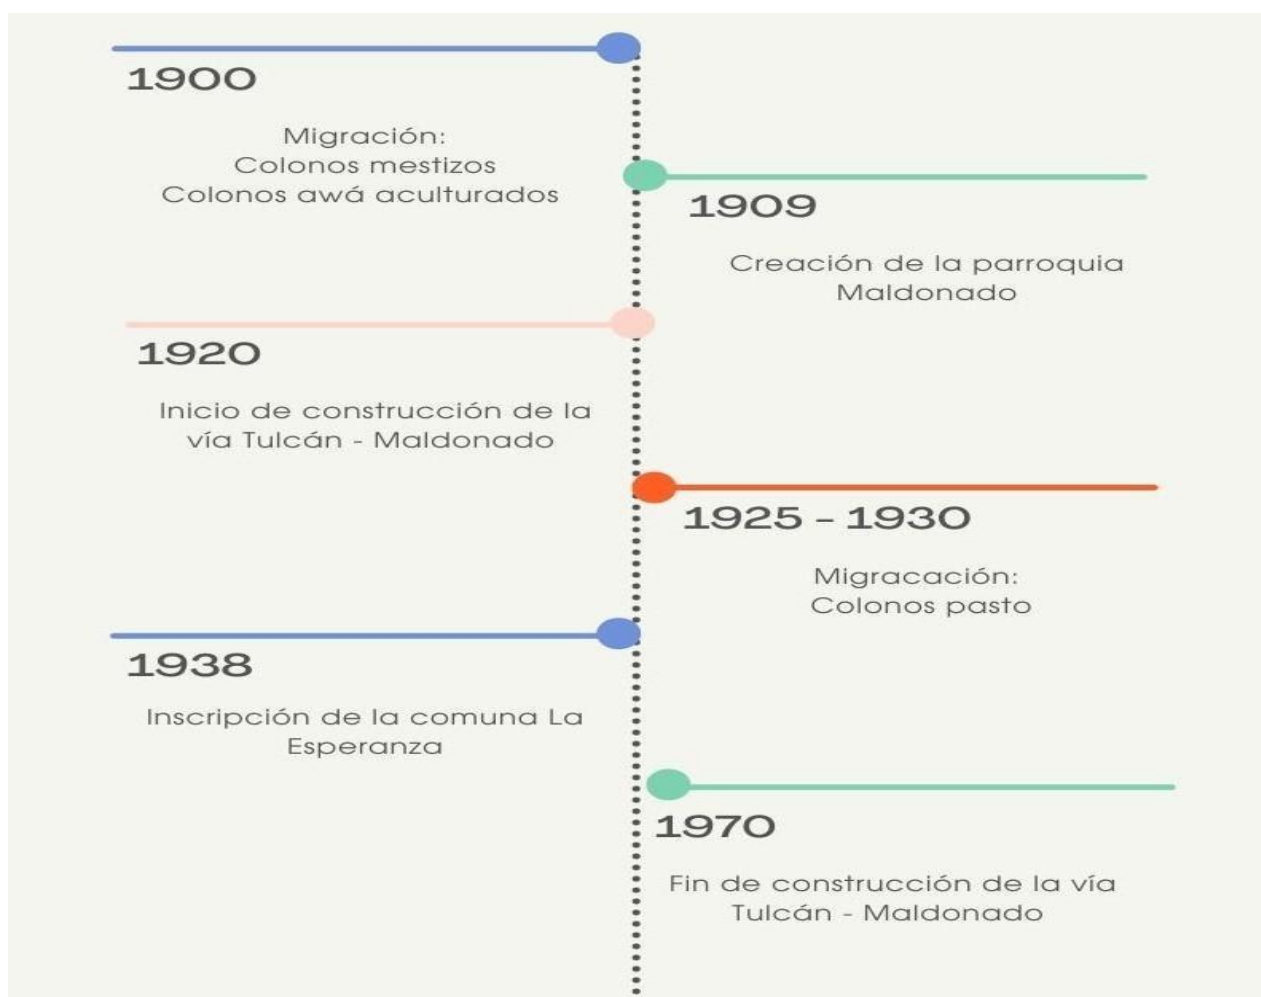 1900
Migración:
Colonos mestizos
Colonos awá aculturados
1909
Creación de la parroquia
Maldonado
1920
Inicio de construcción de la
vía Tulcán - Maldonado
1925 - 1930
Migracación:
Colonos pasto
1938
Inscripción de la comuna La
Esperanza
1970
Fin de construcción de la vía
Tulcán - Maldonado